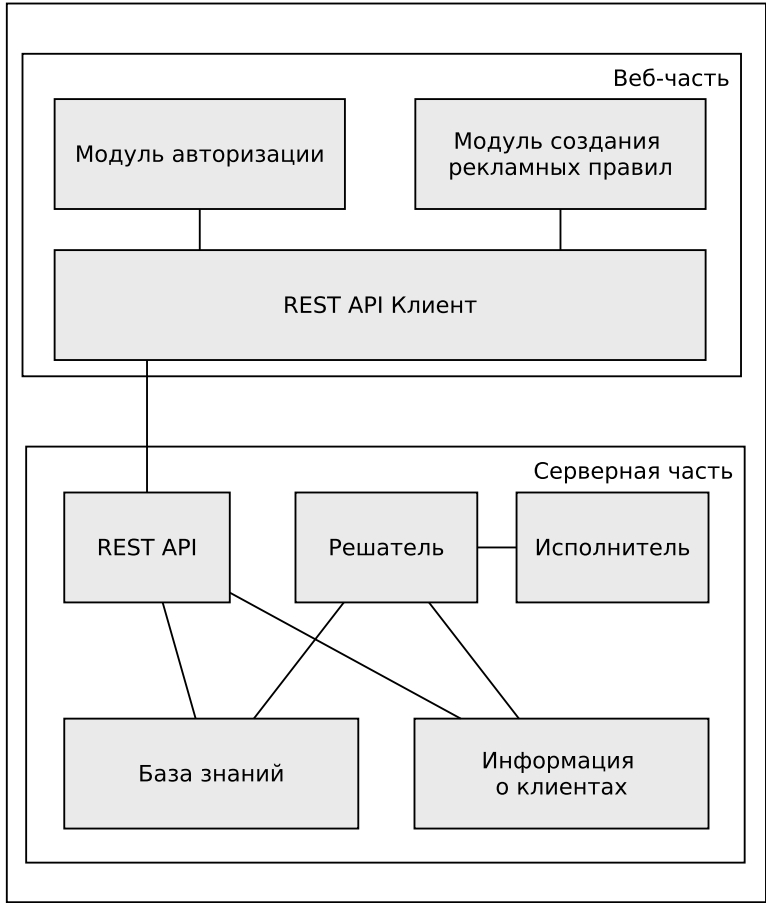 Веб-часть
Модуль авторизации
Модуль создания
рекламных правил
REST API Клиент
Серверная часть
REST API
Решатель
Исполнитель
База знаний
Информация
о клиентах